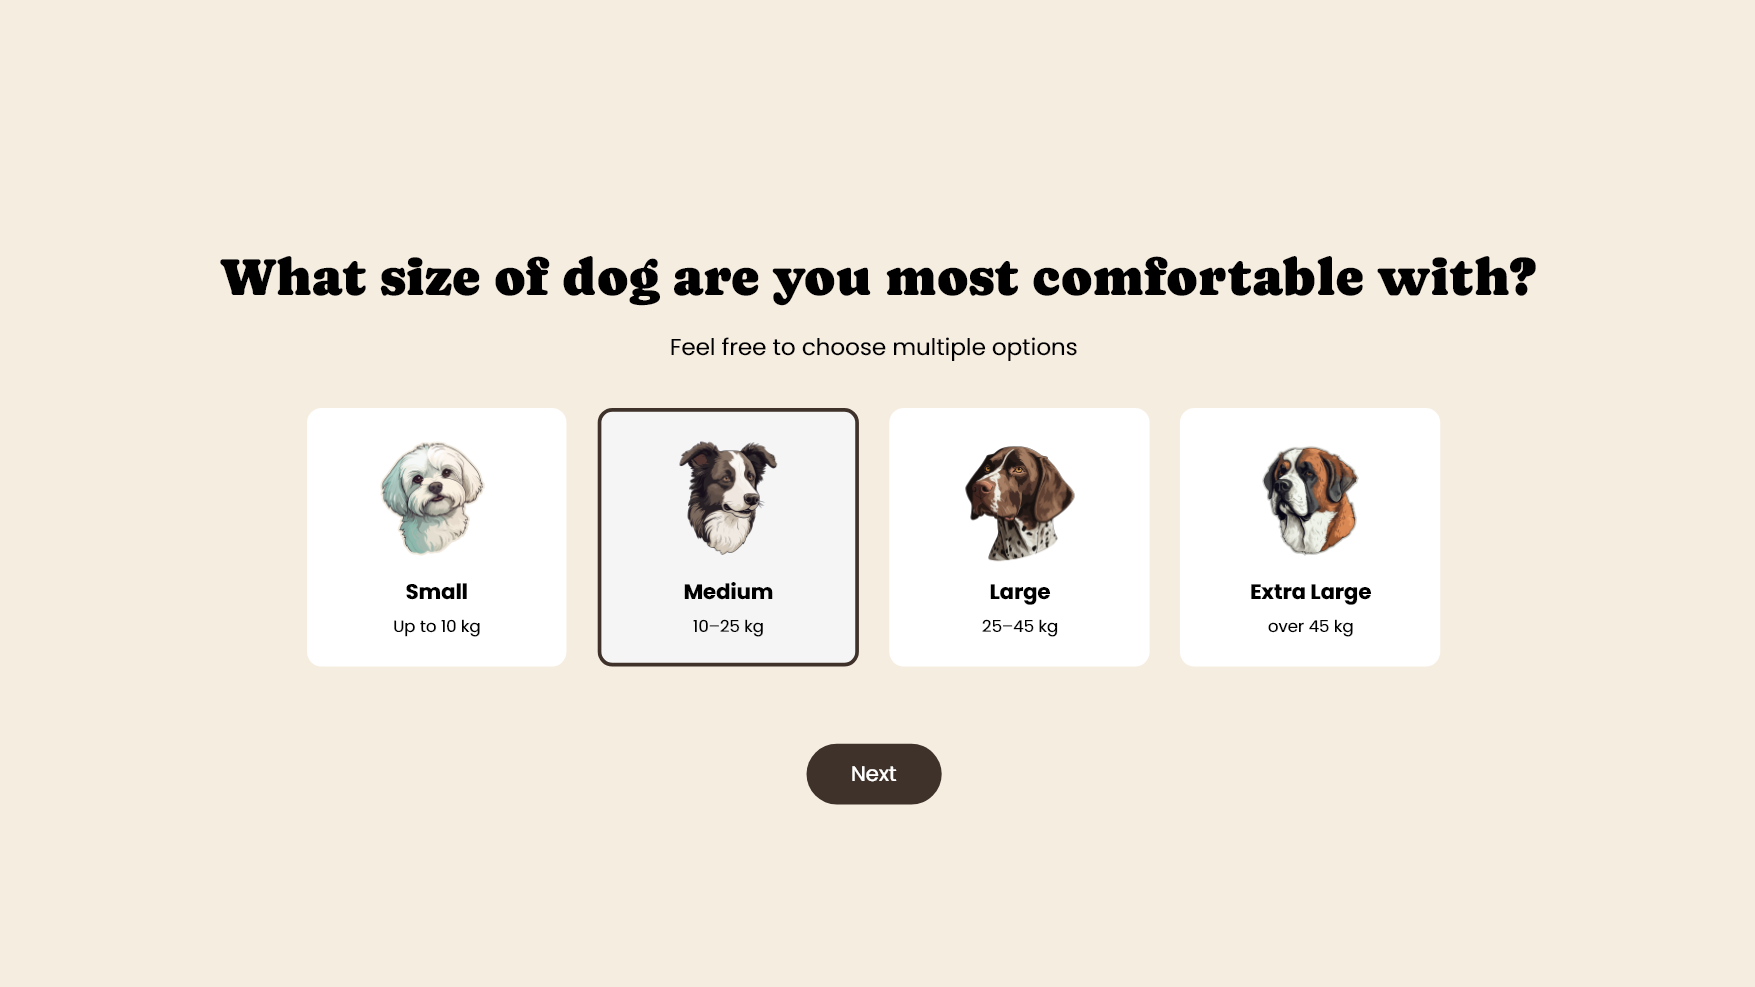 What size of dog are you most comfortable with?
Feel free to choose multiple options
Small
Up to 10 kg
Medium
10–25 kg
Large
25–45 kg
Extra Large
over 45 kg
Next